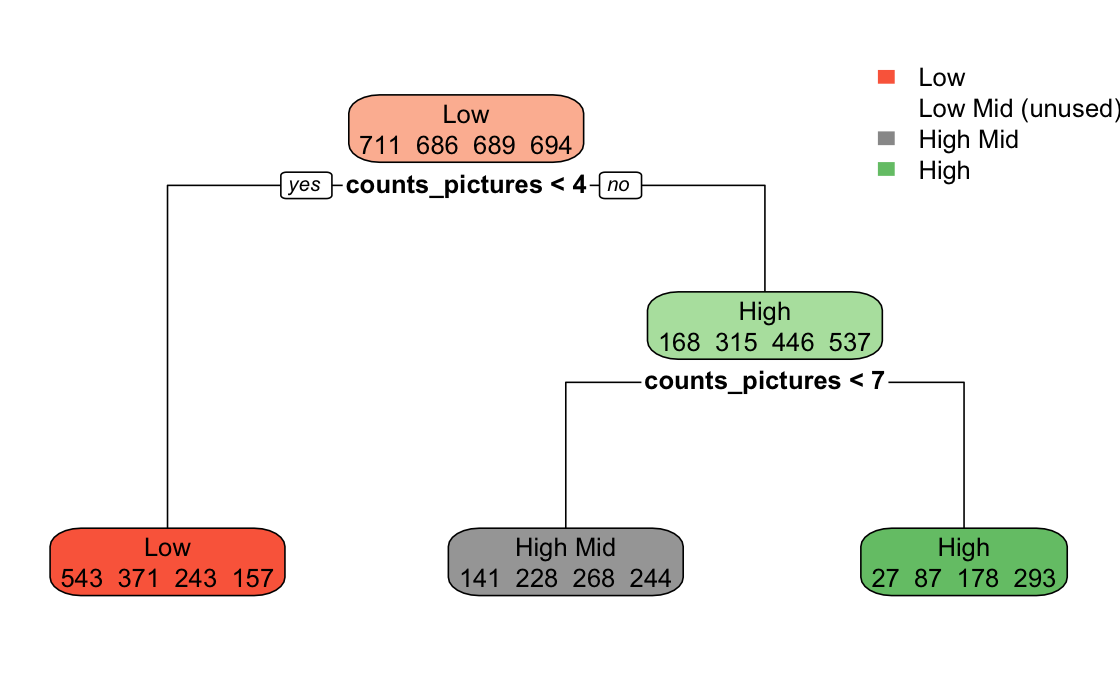 Low
Low Mid (unused)
High Mid
High
Low
711 686 689 694
yes counts_pictures < 4 no
High
168 315 446 537
counts_pictures < 7
Low
543 371 243 157
High Mid
141 228 268 244
High
27 87 178 293